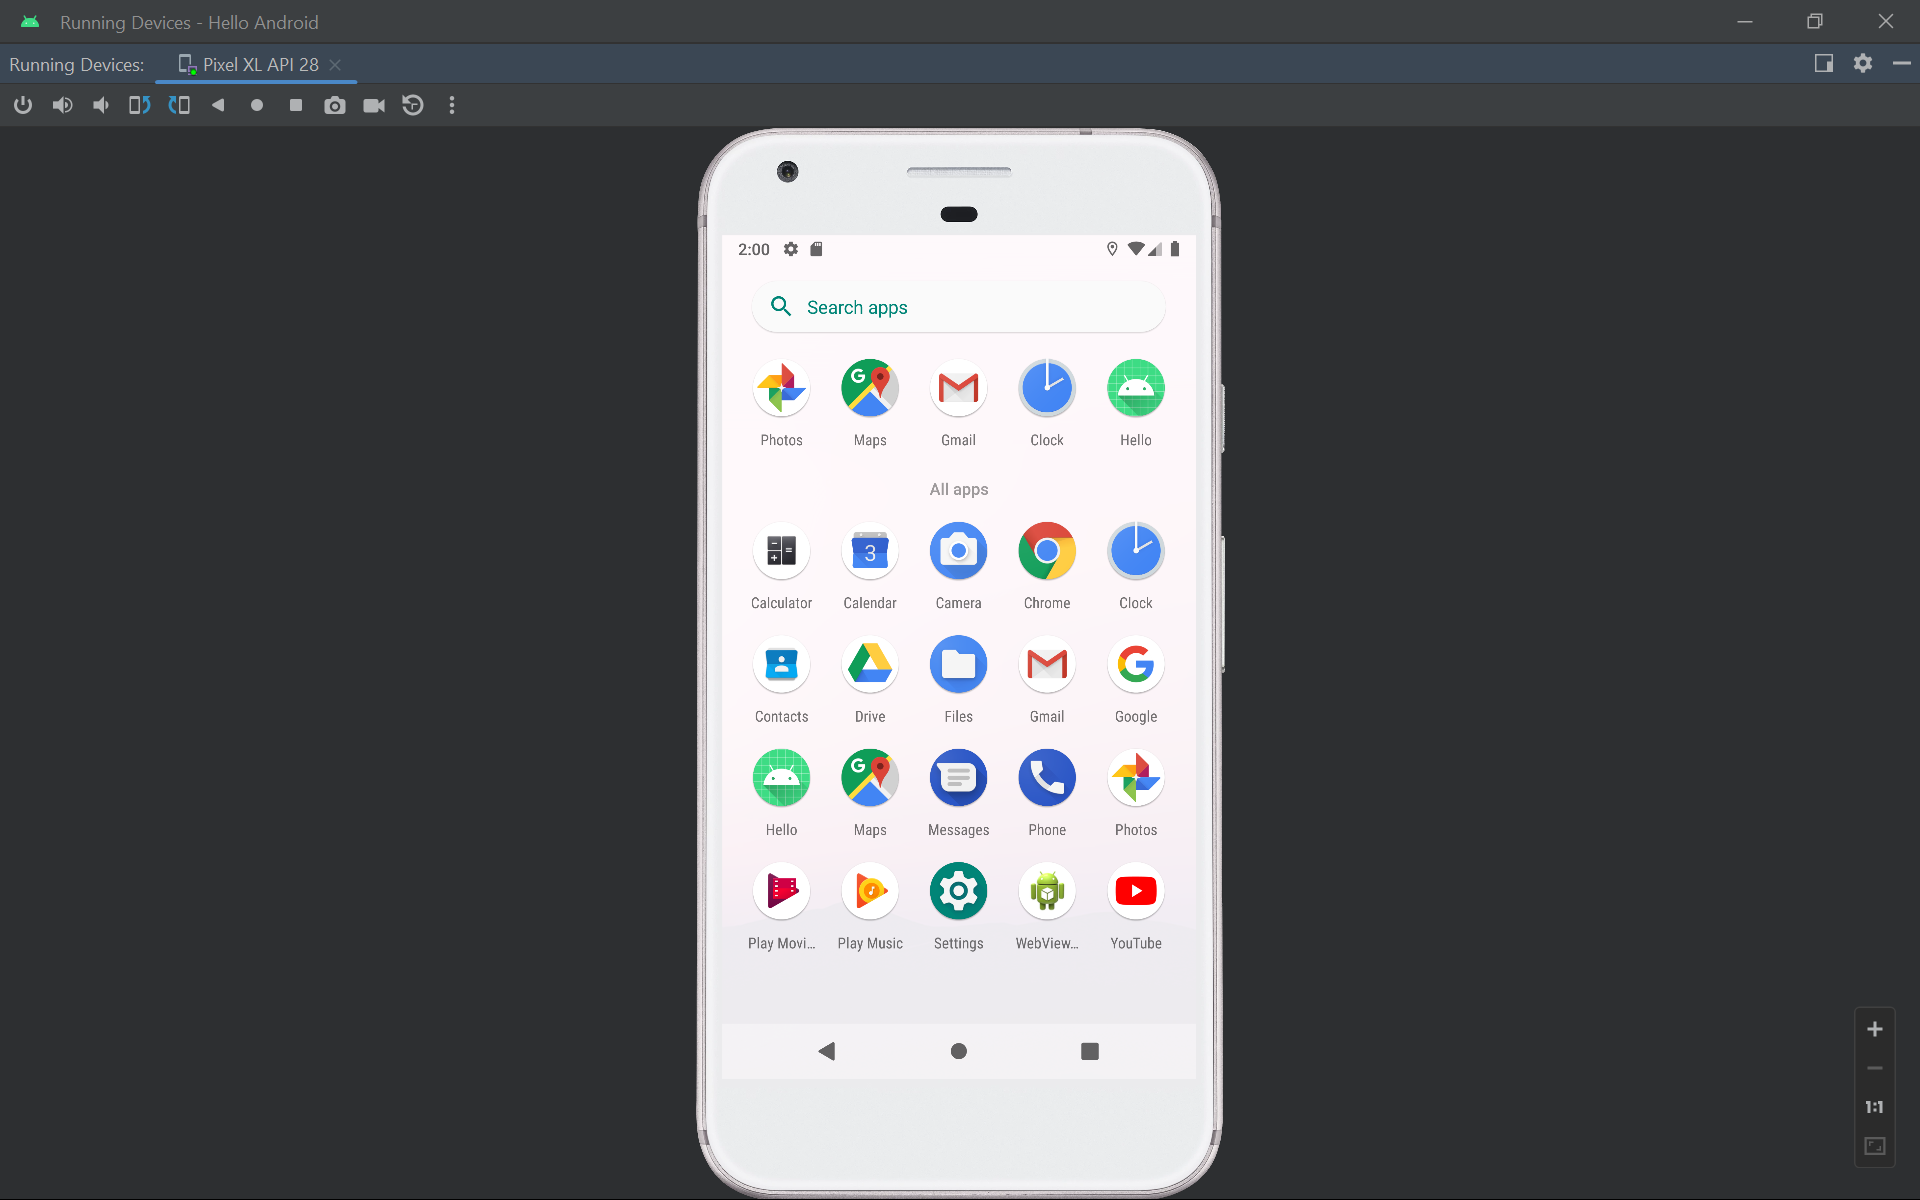 Running Devices - Hello Android
Running Devices: Pixel XL API 28
2:00
Search apps
Photos Maps Gmail Clock Hello
All apps
3
Calculator Calendar Camera Chrome Clock
Contacts Drive Files Gmail Google
Hello Maps Messages Phone Photos
Play Movi... Play Music Settings WebView... YouTube
1:1